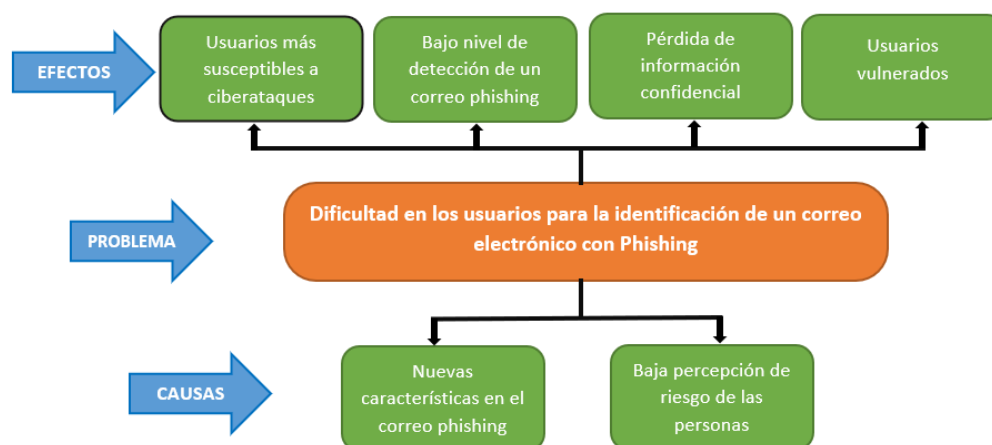 EFECTOS
Usuarios más
susceptibles a
ciberataques
Bajo nivel de
detección de un
correo phishing
Pérdida de
información
confidencial
Usuarios
vulnerados
PROBLEMA
Dificultad en los usuarios para la identificación de un correo
electrónico con Phishing
CAUSAS
Nuevas
características en el
correo phishing
Baja percepción de
riesgo de las
personas